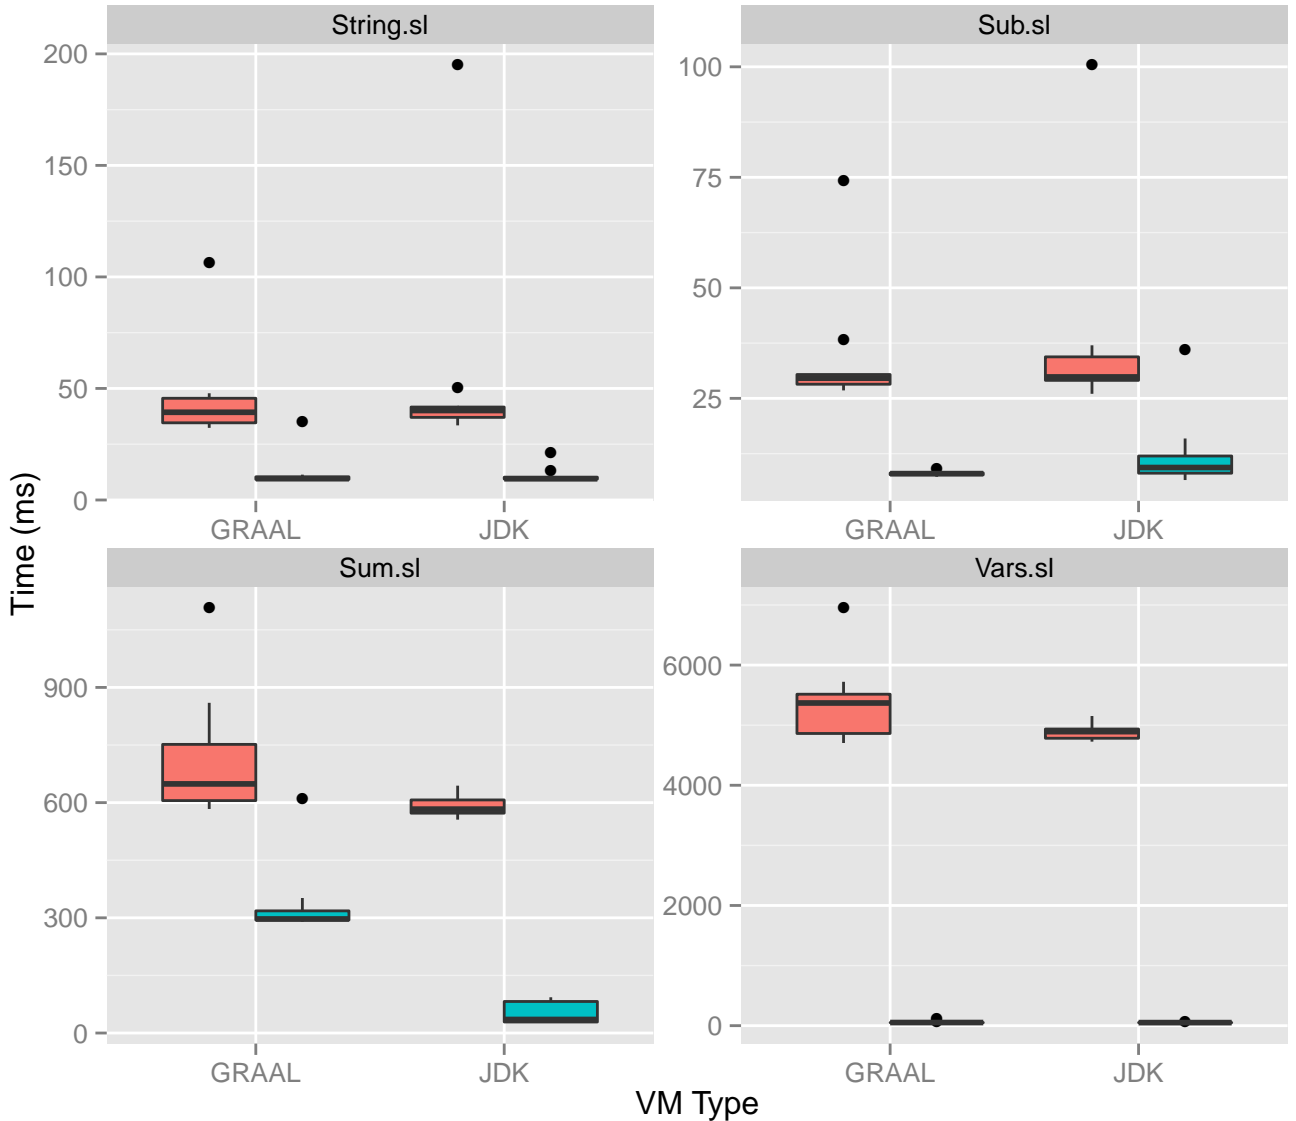 String.sl
Sub.sl
200
150
100
50
0
100
75
50
25
GRAAL
JDK
GRAAL
JDK
Time (ms)
Sum.sl
Vars.sl
900
600
300
0
6000
4000
2000
0
GRAAL
JDK
GRAAL
JDK
VM Type